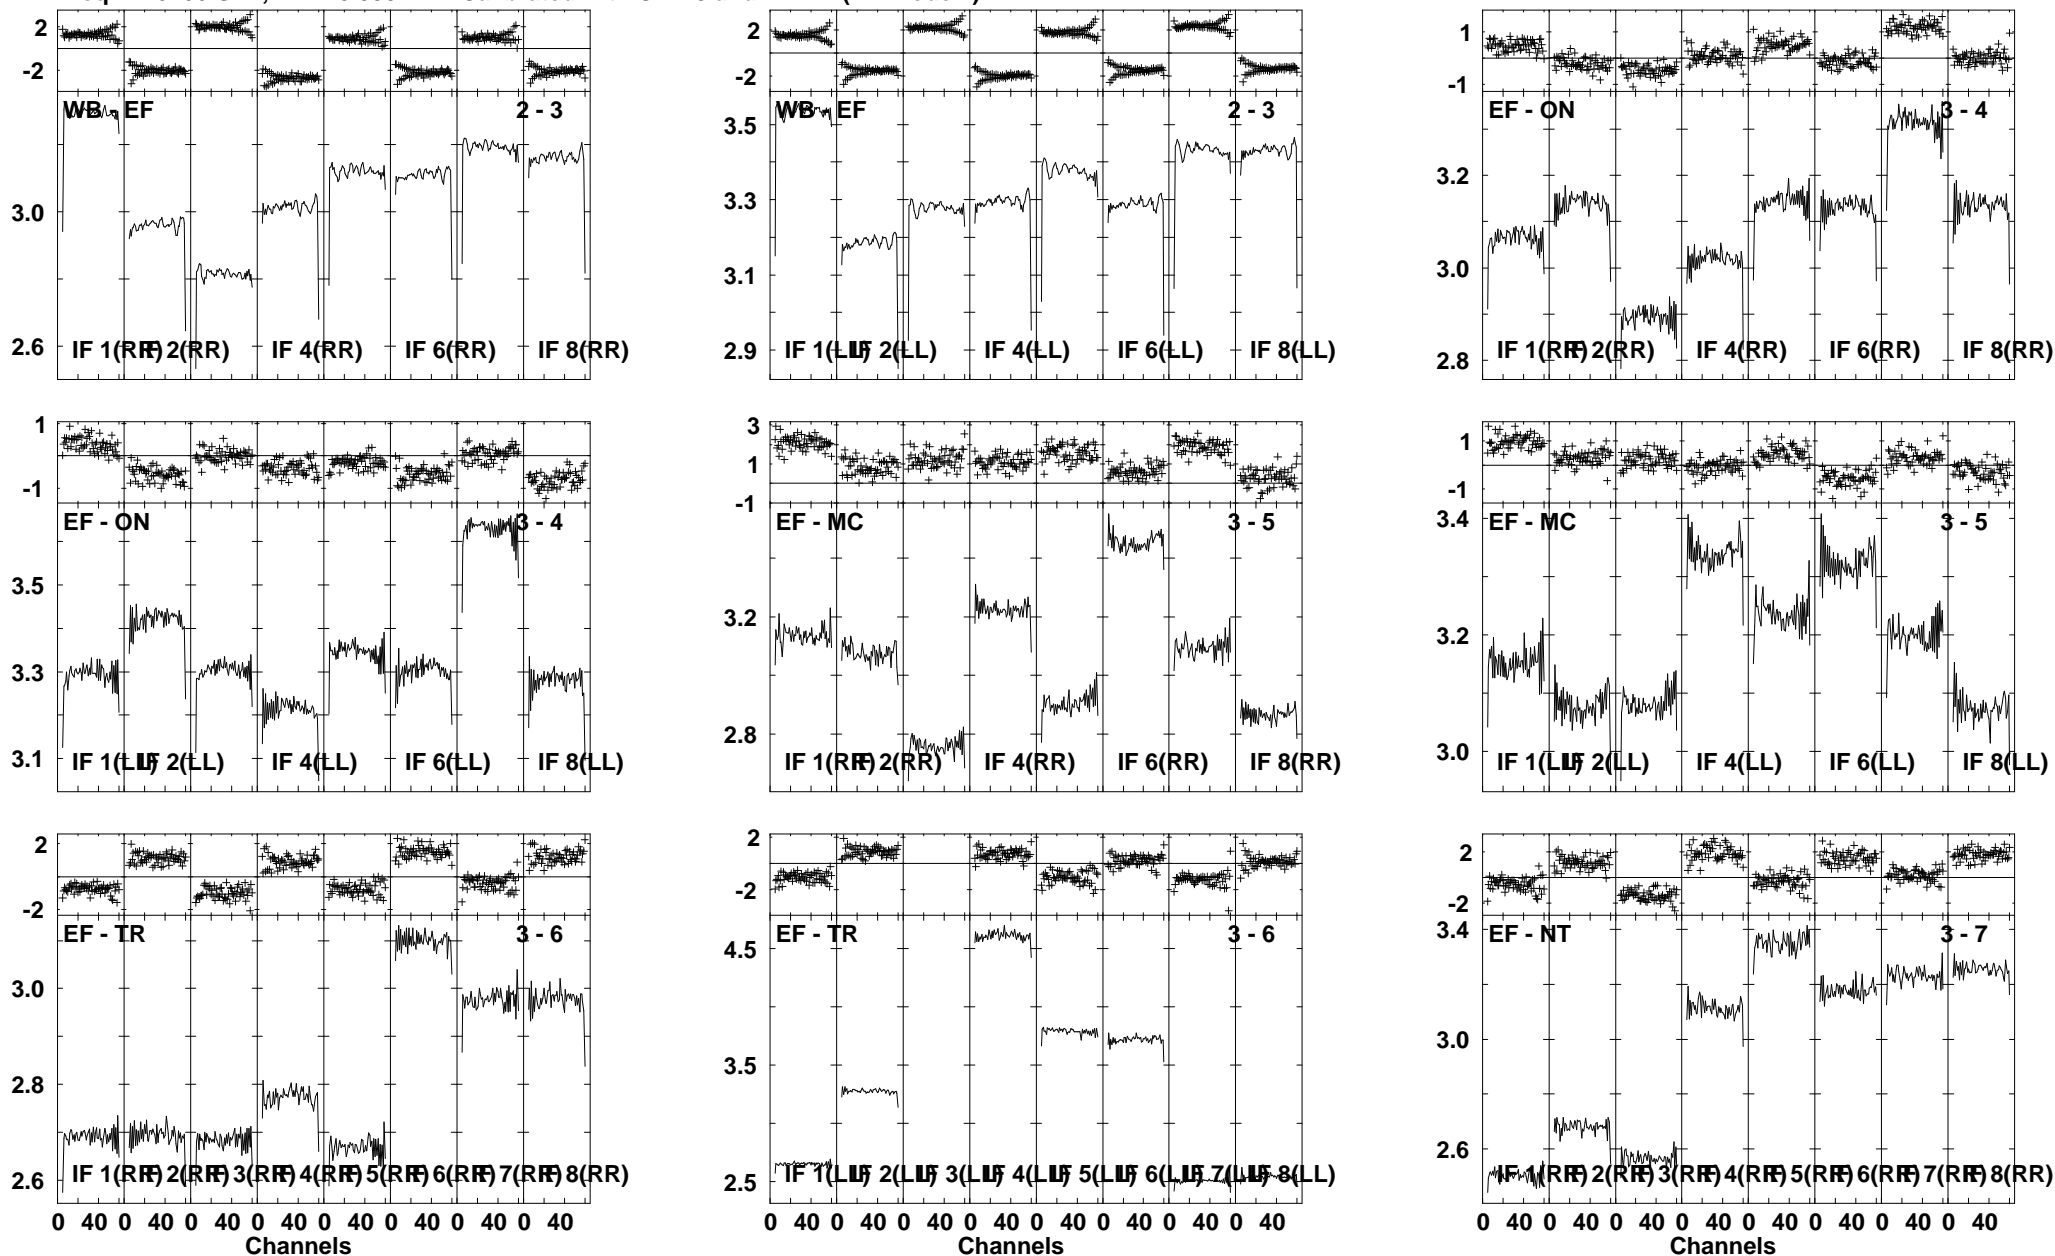 2 2 1
-2 -2 -1
WB - EF 2 - 3 WB - EF 2 - 3 EF - ON 3 - 4
3.5
3.2
3.0 3.3
3.1 3.0
2.6 2.9 2.8
IF 1(RR) IF 2(RR) IF 4(RR) IF 6(RR) IF 8(RR) IF 1(LL) IF 2(LL) IF 4(LL) IF 6(LL) IF 8(LL) IF 1(RR) IF 2(RR) IF 4(RR) IF 6(RR) IF 8(RR)
1 3 1
1
-1 -1 -1
EF - ON 3 - 4 EF - MC 3 - 5 EF - MC 3 - 5
3.4
3.5
3.2 3.2
3.3
2.8
3.1 3.0
IF 1(LL) IF 2(LL) IF 4(LL) IF 6(LL) IF 8(LL) IF 1(RR) IF 2(RR) IF 4(RR) IF 6(RR) IF 8(RR) IF 1(LL) IF 2(LL) IF 4(LL) IF 6(LL) IF 8(LL)
2 2 2
-2 -2 -2
EF - TR 3 - 6 EF - TR 3 - 6 EF - NT 3 - 7
4.5 3.4
3.0 3.0
2.8 3.5
2.6 2.5 2.6
IF 1(RR) IF 2(RR) IF 3(RR) IF 4(RR) IF 5(RR) IF 6(RR) IF 7(RR) IF 8(RR) IF 1(LL) IF 2(LL) IF 3(LL) IF 4(LL) IF 5(LL) IF 6(LL) IF 7(LL) IF 8(LL) IF 1(RR) IF 2(RR) IF 3(RR) IF 4(RR) IF 5(RR) IF 6(RR) IF 7(RR) IF 8(RR)
0 40 0 40 0 40 0 40 0 40 0 40 0 40 0 40 0 40 0 40 0 40 0 40 0 40 0 40 0 40 0 40 0 40 0 40 0 40 0 40 0 40 0 40 0 40 0 40
Channels Channels Channels